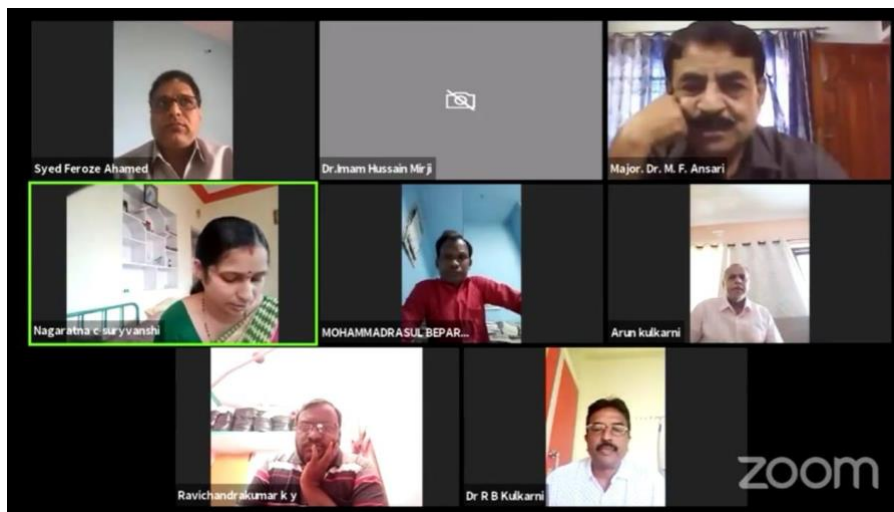 Syed Feroze Ahamed
Dr.Imam Hussain Mirji
Major. Dr. M. F. Ansari
Nagaratna c suryvanshi
MOHAMMADRASUL BEPAR...
Arun kulkarni
Ravichandrakumar k y
Dr R B Kulkarni
zoom